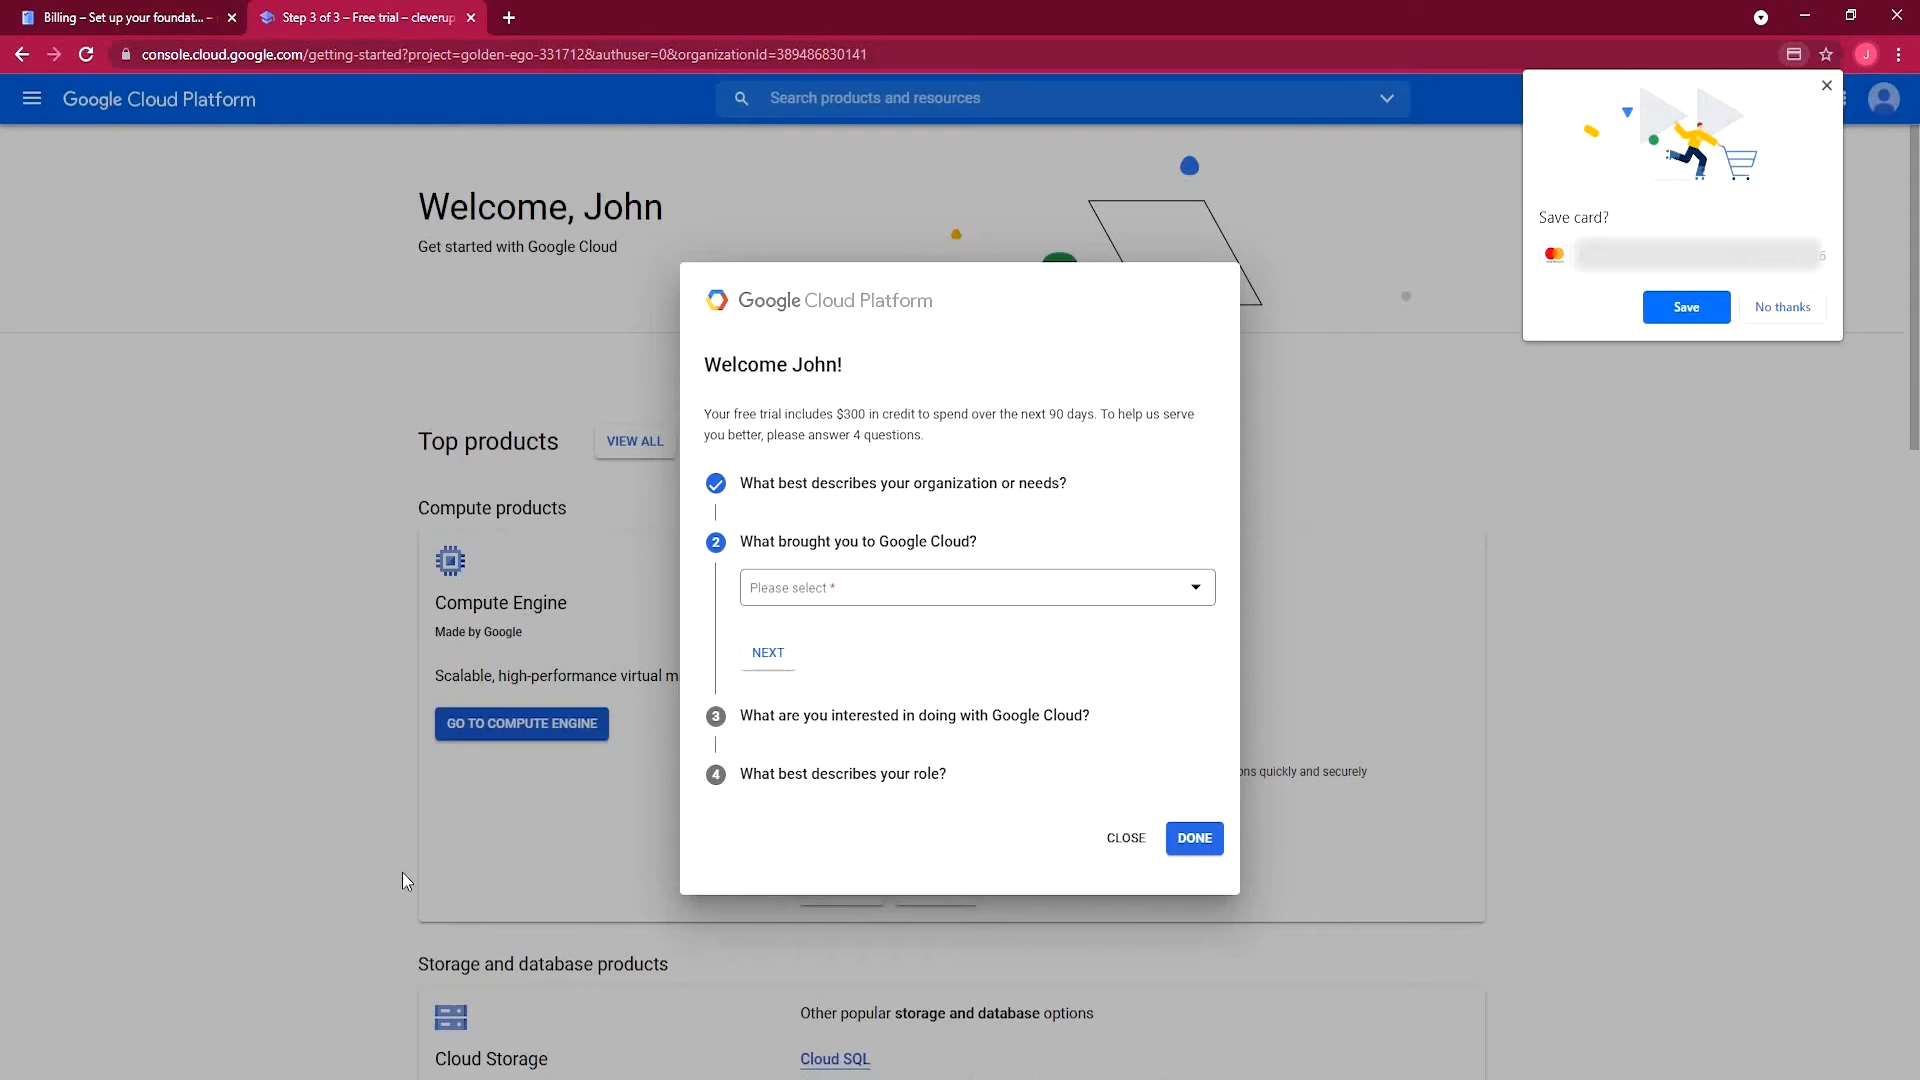 Billing – Set up your foundat... –
Step 3 of 3 – Free trial – cleverup
console.cloud.google.com/getting-started?project=golden-ego-331712&authuser=0&organizationId=389486830141
J
Google Cloud Platform
Search products and resources
Save card?
6
Save
No thanks
Welcome, John
Get started with Google Cloud
Google Cloud Platform
Welcome John!
Your free trial includes $300 in credit to spend over the next 90 days. To help us serve
you better, please answer 4 questions.
What best describes your organization or needs?
2 What brought you to Google Cloud?
Please select *
NEXT
3 What are you interested in doing with Google Cloud?
4 What best describes your role?
CLOSE
DONE
Top products
VIEW ALL
Compute products
Compute Engine
Made by Google
Scalable, high-performance virtual m
GO TO COMPUTE ENGINE
ons quickly and securely
Storage and database products
Other popular storage and database options
Cloud Storage
Cloud SQL